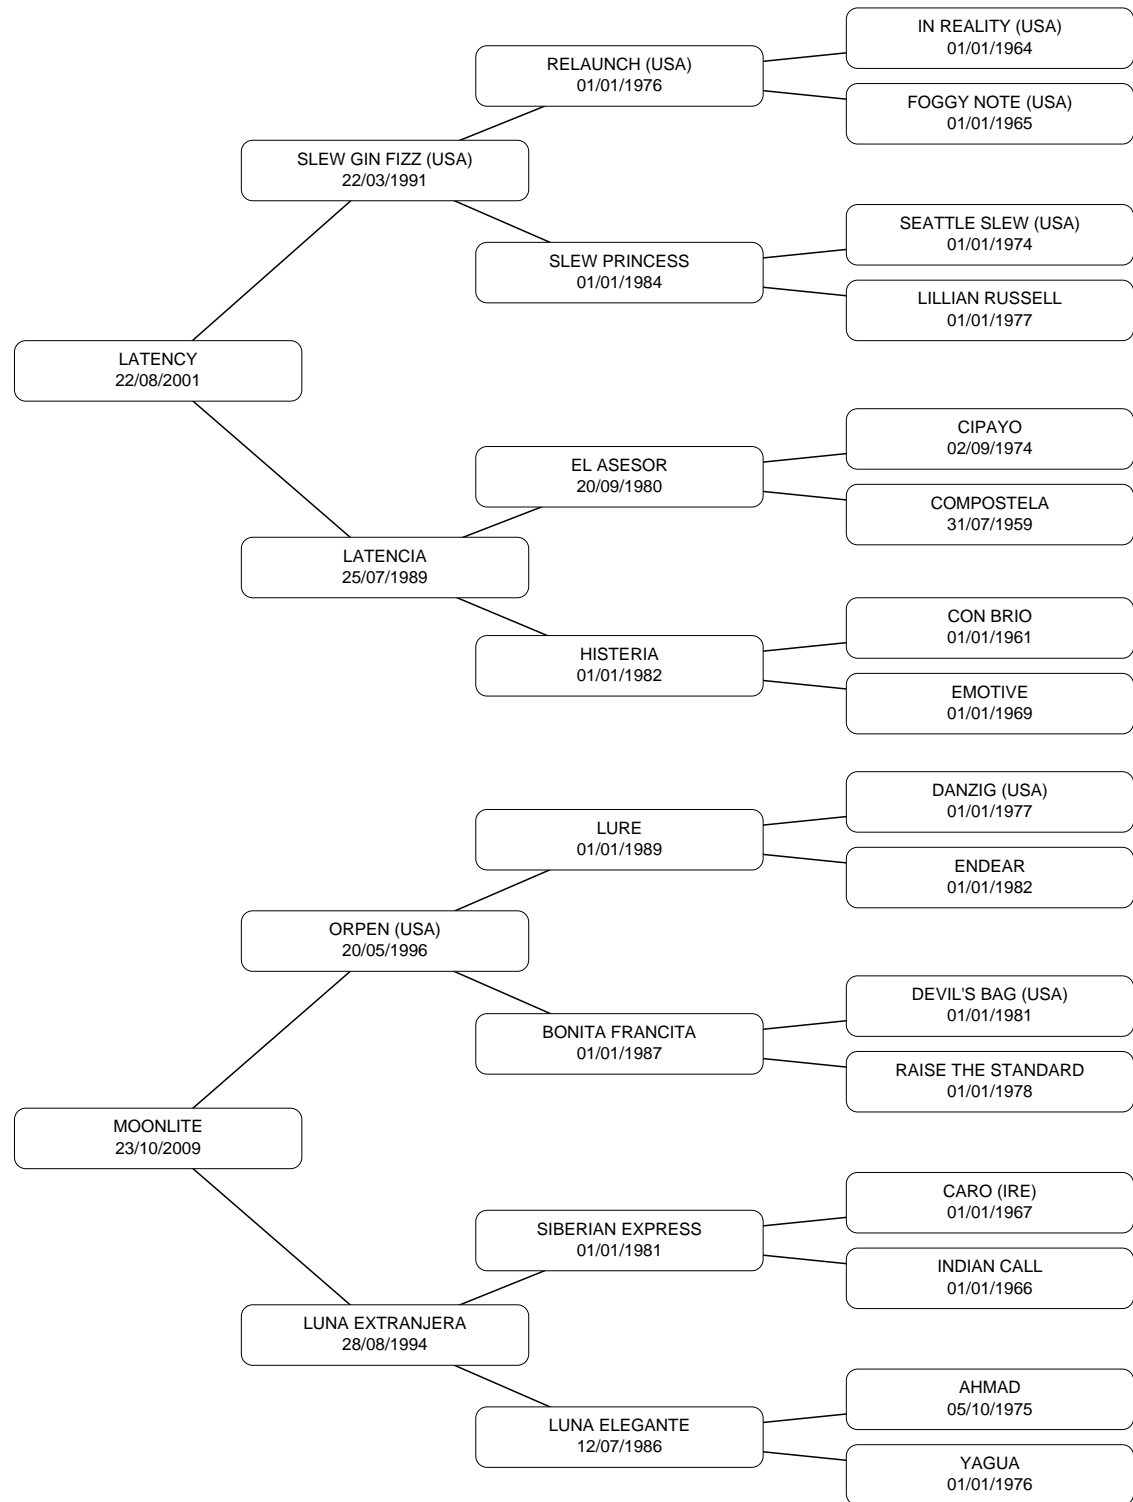 IN REALITY (USA)
01/01/1964
RELAUNCH (USA)
01/01/1976
FOGGY NOTE (USA)
01/01/1965
SLEW GIN FIZZ (USA)
22/03/1991
SEATTLE SLEW (USA)
01/01/1974
SLEW PRINCESS
01/01/1984
LILLIAN RUSSELL
01/01/1977
LATENCY
22/08/2001
CIPAYO
02/09/1974
EL ASESOR
20/09/1980
COMPOSTELA
31/07/1959
LATENCIA
25/07/1989
CON BRIO
01/01/1961
HISTERIA
01/01/1982
EMOTIVE
01/01/1969
DANZIG (USA)
01/01/1977
LURE
01/01/1989
ENDEAR
01/01/1982
ORPEN (USA)
20/05/1996
DEVIL'S BAG (USA)
01/01/1981
BONITA FRANCITA
01/01/1987
RAISE THE STANDARD
01/01/1978
MOONLITE
23/10/2009
CARO (IRE)
01/01/1967
SIBERIAN EXPRESS
01/01/1981
INDIAN CALL
01/01/1966
LUNA EXTRANJERA
28/08/1994
AHMAD
05/10/1975
LUNA ELEGANTE
12/07/1986
YAGUA
01/01/1976